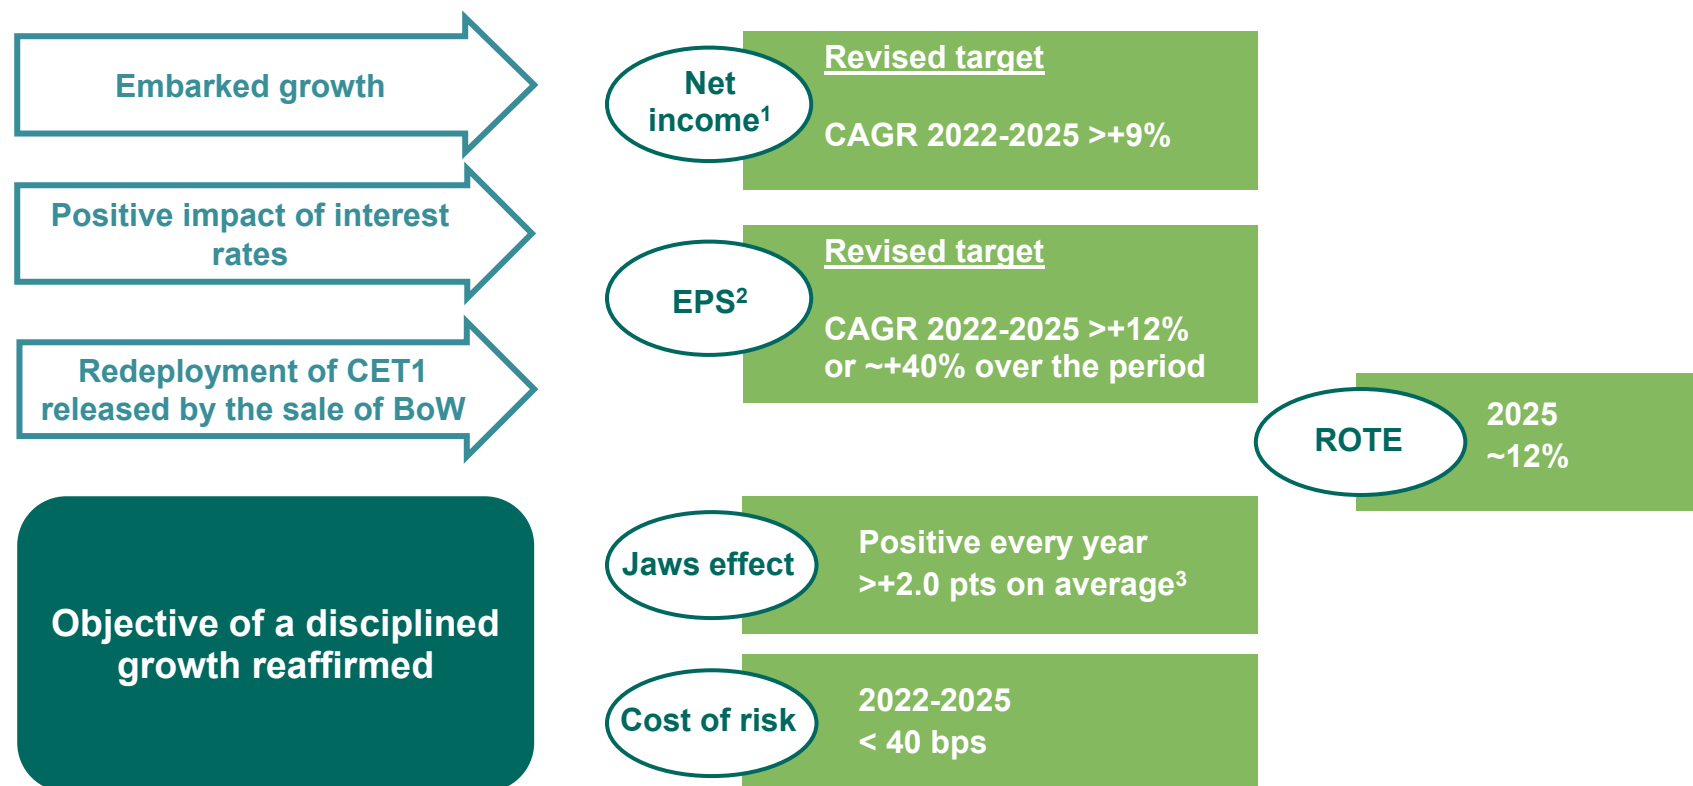 Embarked growth
Positive impact of interest
rates
Redeployment of CET1
released by the sale of BoW
Objective of a disciplined
growth reaffirmed
Net
income¹
Revised target
CAGR 2022-2025 >+9%
EPS²
Revised target
CAGR 2022-2025 >+12%
or ~+40% over the period
ROTE
2025
~12%
Jaws effect
Positive every year
>+2.0 pts on average³
Cost of risk
2022-2025
< 40 bps